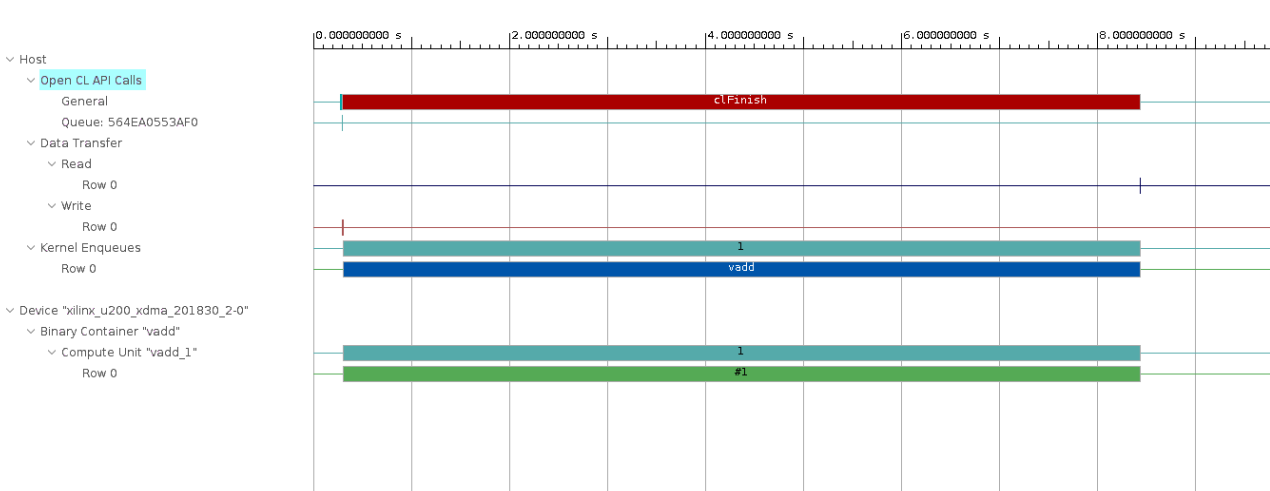 0.000000000 s 2.000000000 s 4.000000000 s 6.000000000 s 8.000000000 s
Host
Open CL API Calls
General clFinish
Queue: 564EA0553AF0
Data Transfer
Read
Row 0
Write
Row 0
Kernel Enqueues 1
Row 0 vadd
Device "xilinx_u200_xdma_201830_2-0"
Binary Container "vadd"
Compute Unit "vadd_1" 1
Row 0 #1